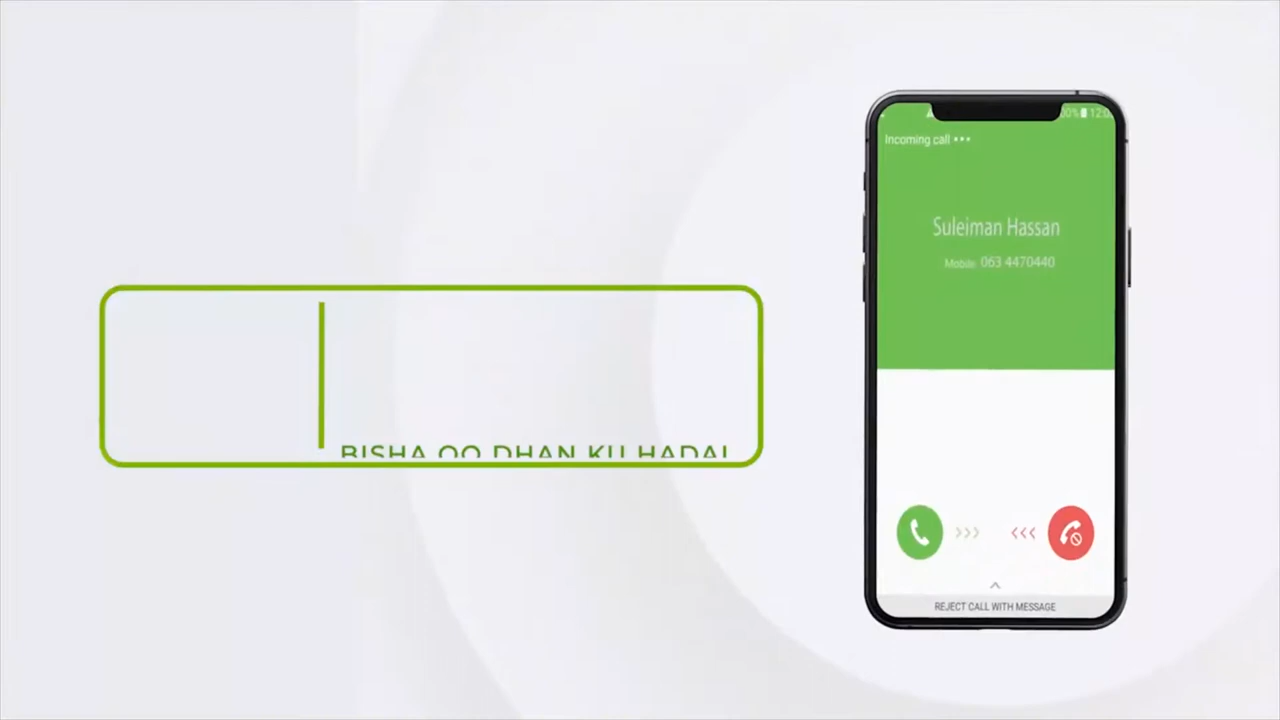 Incoming call •••
Suleiman Hassan
Mobile: 063 4470440
BISHA OO DHAN KU HADAL
REJECT CALL WITH MESSAGE